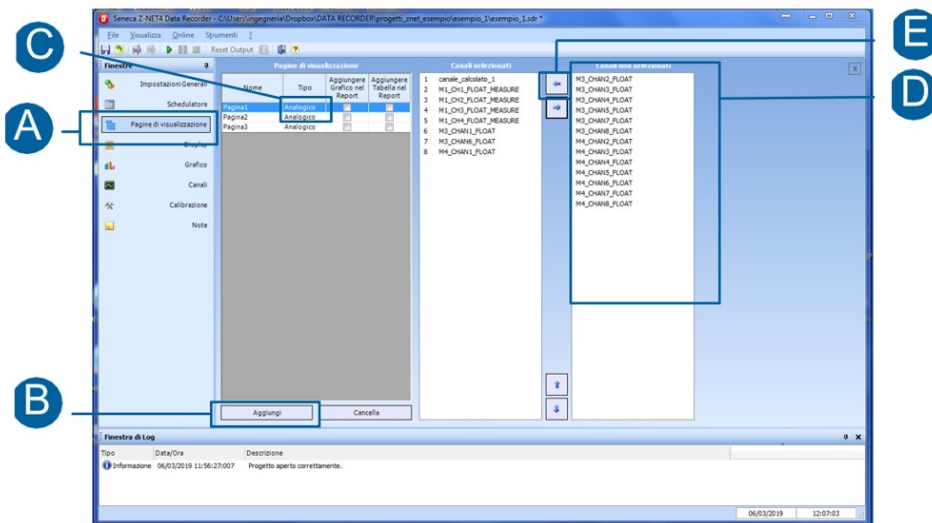 Seneca Z-NET4 Data Recorder - C:\Users\ingegneria\Dropbox\DATA RECORDER\progetti_znet_esempio\esempio_1\esempio_1.sdr *
File Visualizza Online Strumenti ?
Reset Output
Finestre
Impostazioni Generali
Schedulatore
Pagine di visualizzazione
Display
Grafico
Canali
Calibrazione
Note
Pagine di visualizzazione
Nome Tipo Aggiungere Grafico nel Report Aggiungere Tabella nel Report
Pagina1 Analogico
Pagina2 Analogico
Pagina3 Analogico
Aggiungi Cancella
Canali selezionati
1 canale_calcolato_1
2 M1_CH1_FLOAT_MEASURE
3 M1_CH2_FLOAT_MEASURE
4 M1_CH3_FLOAT_MEASURE
5 M1_CH4_FLOAT_MEASURE
6 M3_CHAN1_FLOAT
7 M3_CHAN6_FLOAT
8 M4_CHAN1_FLOAT
Canali non selezionati
M3_CHAN2_FLOAT
M3_CHAN3_FLOAT
M3_CHAN4_FLOAT
M3_CHAN5_FLOAT
M3_CHAN7_FLOAT
M3_CHAN8_FLOAT
M4_CHAN2_FLOAT
M4_CHAN3_FLOAT
M4_CHAN4_FLOAT
M4_CHAN5_FLOAT
M4_CHAN6_FLOAT
M4_CHAN7_FLOAT
M4_CHAN8_FLOAT
Finestra di Log
Tipo Data/Ora Descrizione
Informazione 06/03/2019 11:56:27:007 Progetto aperto correttamente.
06/03/2019 12:07:03
C
A
B
E
D